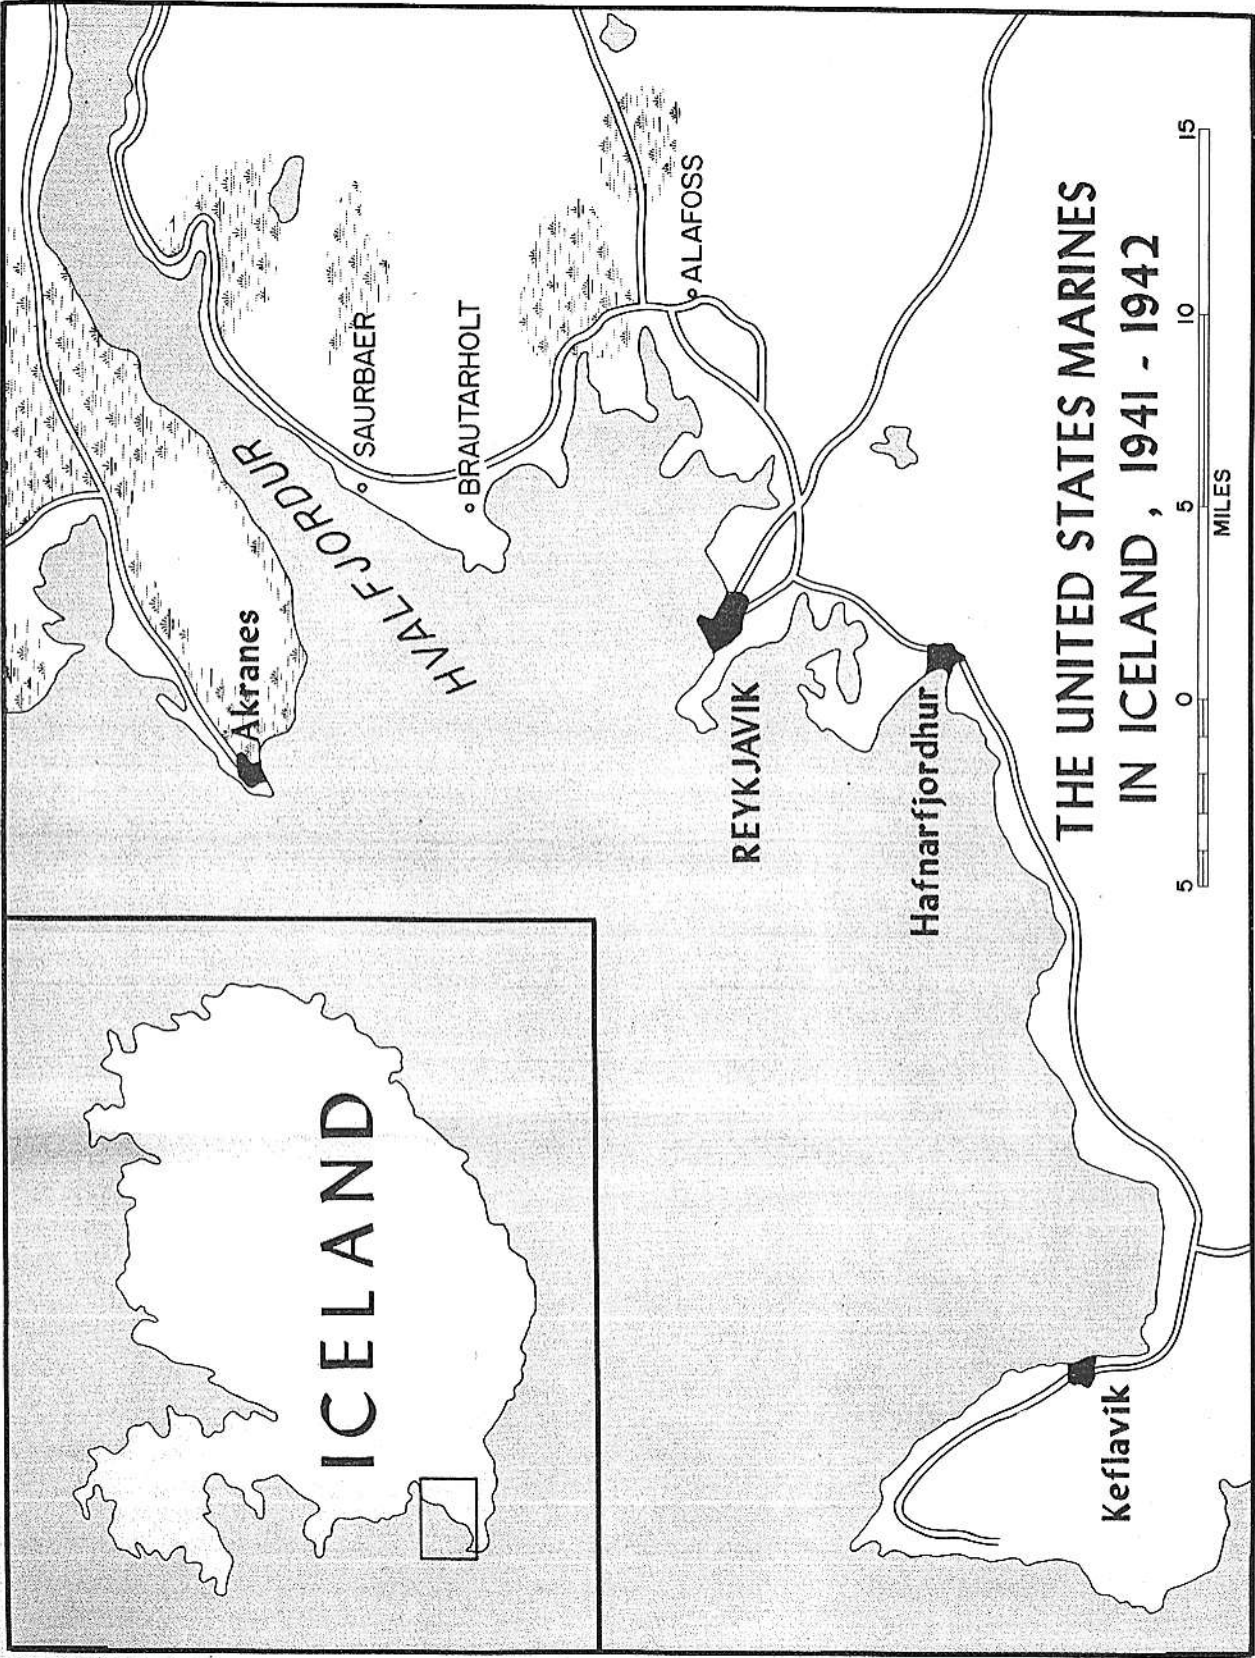 ICELAND
Akranes
HVALFJORDUR
SAURBAER
BRAUTARHOLT
ALAFOSS
REYKJAVIK
Hafnarfjordhur
Keflavik
THE UNITED STATES MARINES
IN ICELAND, 1941 - 1942
5 0 5 10 15
MILES